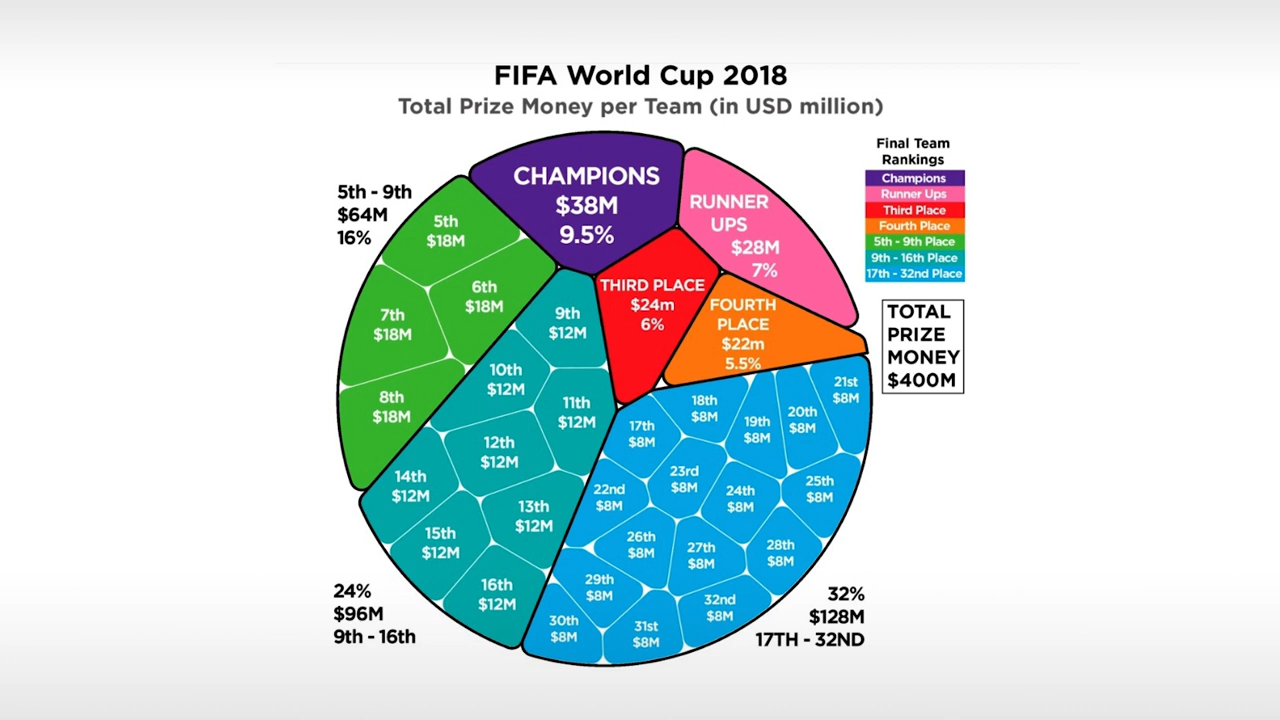 FIFA World Cup 2018
Total Prize Money per Team (in USD million)
Final Team
Rankings
Champions
Runner Ups
Third Place
Fourth Place
5th - 9th Place
9th - 16th Place
17th - 32nd Place
TOTAL
PRIZE
MONEY
$400M
CHAMPIONS
$38M
9.5%
RUNNER
UPS
$28M
7%
THIRD PLACE
$24m
6%
FOURTH
PLACE
$22m
5.5%
5th - 9th
$64M
16%
5th
$18M
6th
$18M
7th
$18M
8th
$18M
9th
$12M
10th
$12M
11th
$12M
12th
$12M
13th
$12M
14th
$12M
15th
$12M
16th
$12M
24%
$96M
9th - 16th
17th
$8M
18th
$8M
19th
$8M
20th
$8M
21st
$8M
22nd
$8M
23rd
$8M
24th
$8M
25th
$8M
26th
$8M
27th
$8M
28th
$8M
29th
$8M
30th
$8M
31st
$8M
32nd
$8M
32%
$128M
17TH - 32ND